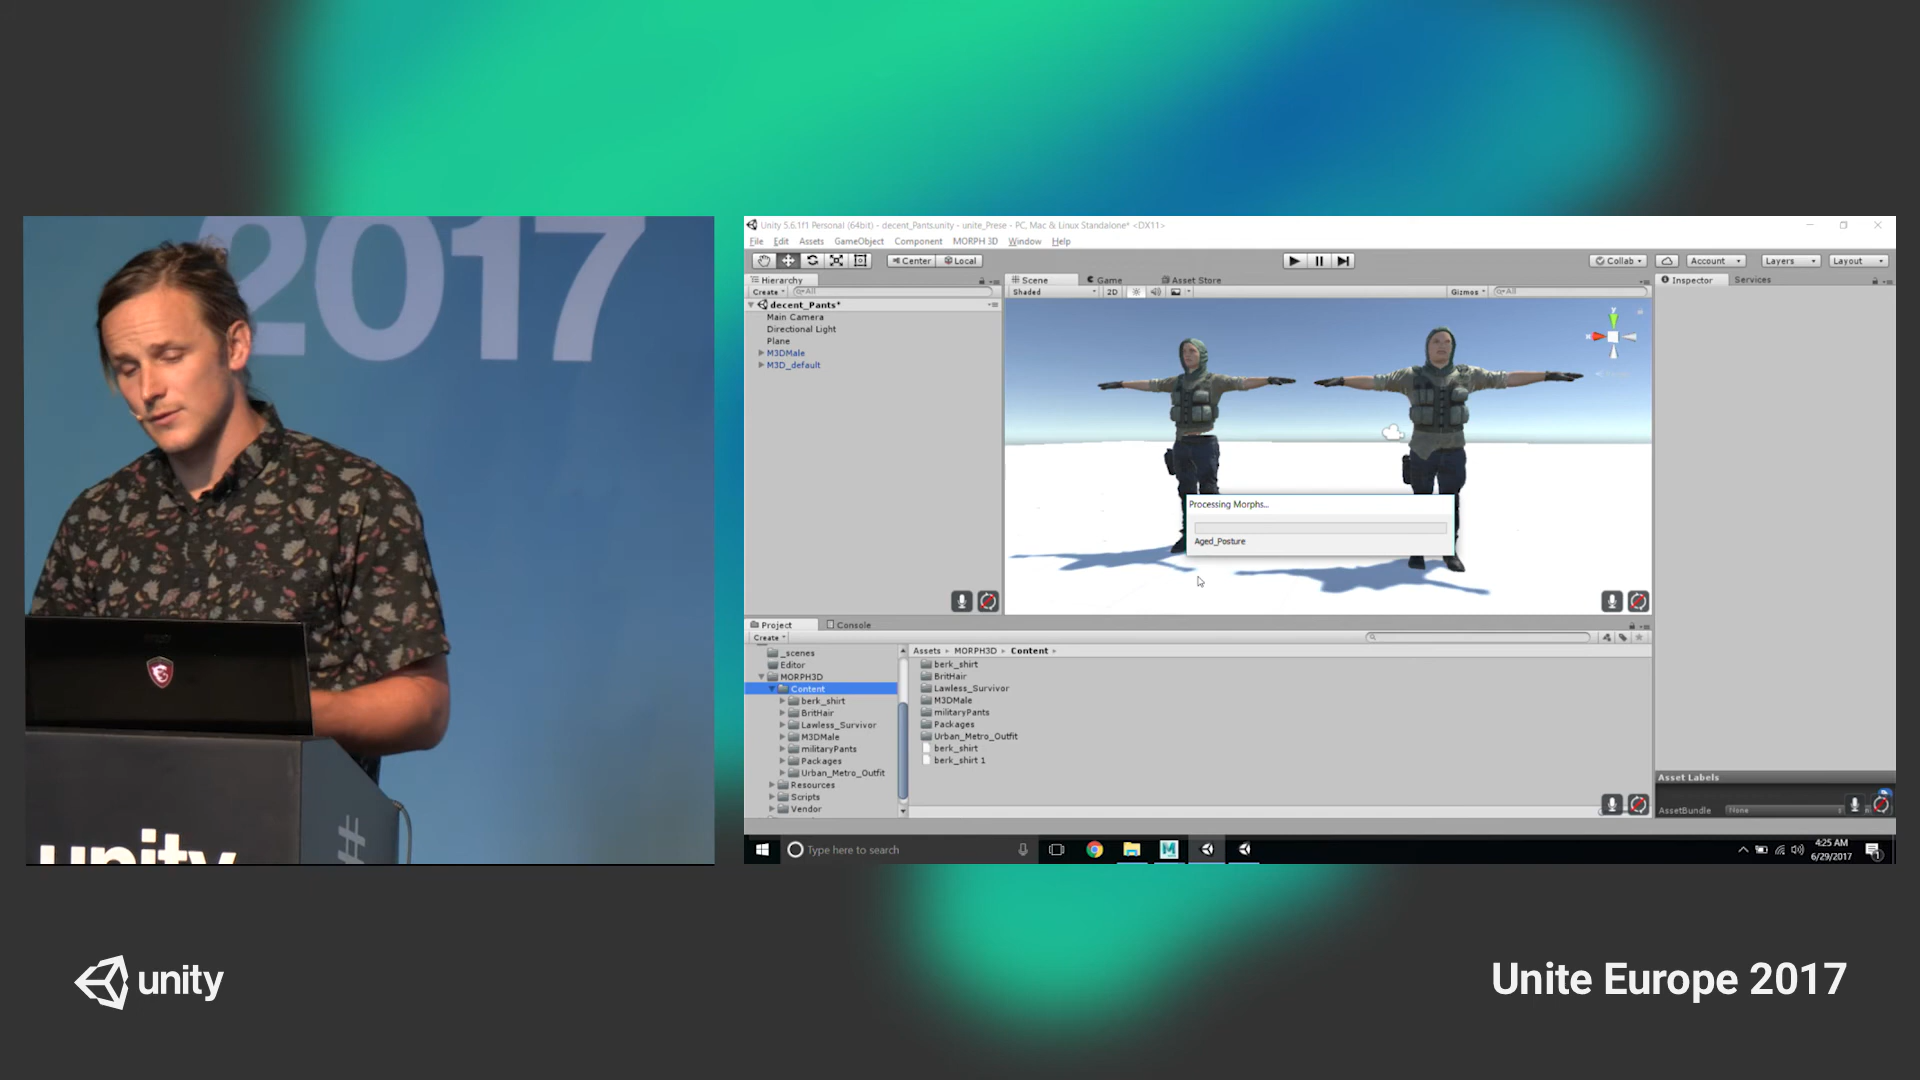 2017
unity
#
Unity 5.6.1f1 Personal (64bit) - decent_Pants.unity - unite_Prese - PC, Mac & Linux Standalone* <DX11>
File Edit Assets GameObject Component MORPH 3D Window Help
Center Local Collab Account Layers Layout
Hierarchy
Create All
decent_Pants*
Main Camera
Directional Light
Plane
M3DMale
M3D_default
Scene Game Asset Store
Shaded 2D Gizmos All
y
Processing Morphs...
Aged_Posture
Inspector Services
Project Console
Create
_scenes
Editor
MORPH3D
Content
berk_shirt
BritHair
Lawless_Survivor
M3DMale
militaryPants
Packages
Urban_Metro_Outfit
Resources
Scripts
Vendor
Assets MORPH3D Content
berk_shirt
BritHair
Lawless_Survivor
M3DMale
militaryPants
Packages
Urban_Metro_Outfit
berk_shirt
berk_shirt 1
Asset Labels
AssetBundle None
Type here to search
4:25 AM
6/29/2017
1
unity
Unite Europe 2017